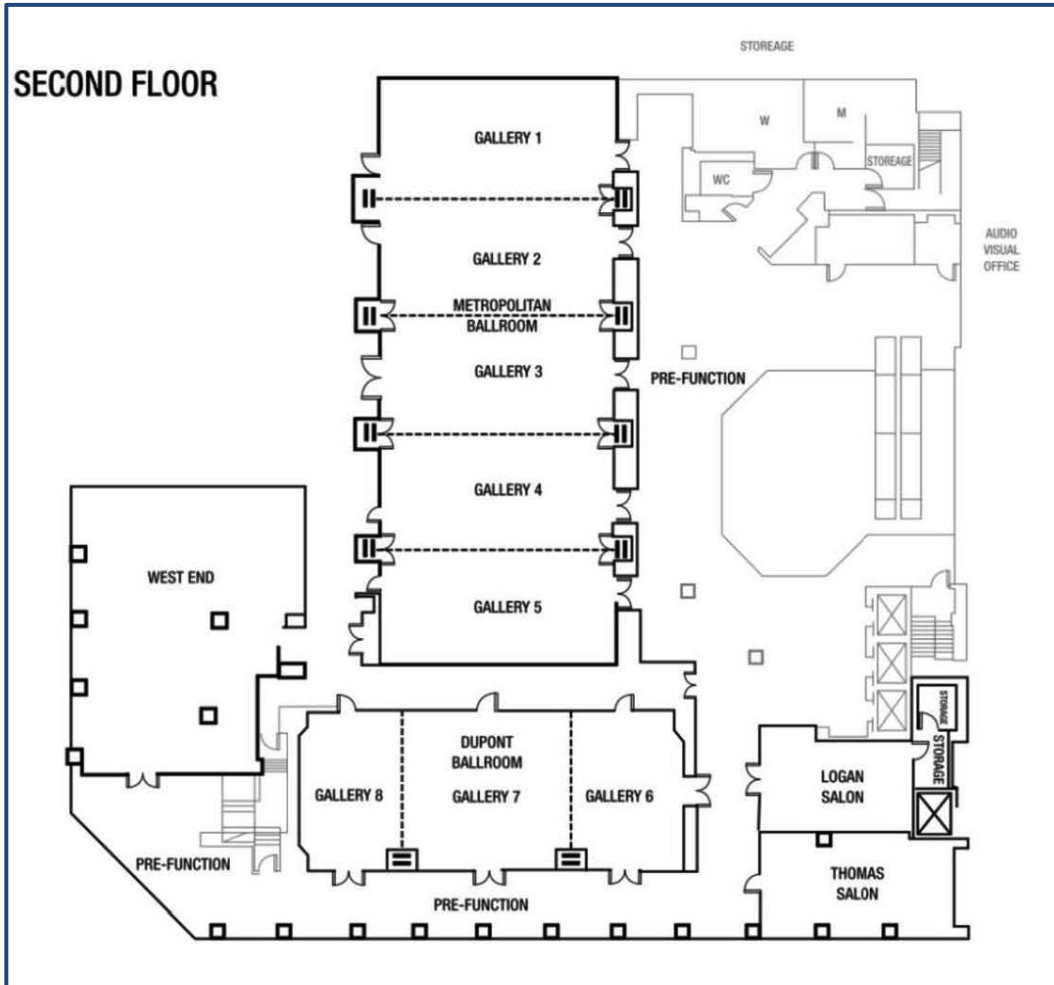 STOREAGE
SECOND FLOOR
GALLERY 1
W
M
STOREAGE
WC
AUDIO
VISUAL
OFFICE
GALLERY 2
METROPOLITAN
BALLROOM
GALLERY 3
PRE-FUNCTION
GALLERY 4
WEST END
GALLERY 5
STORAGE
STORAGE
DUPONT
BALLROOM
GALLERY 8
GALLERY 7
GALLERY 6
LOGAN
SALON
PRE-FUNCTION
THOMAS
SALON
PRE-FUNCTION